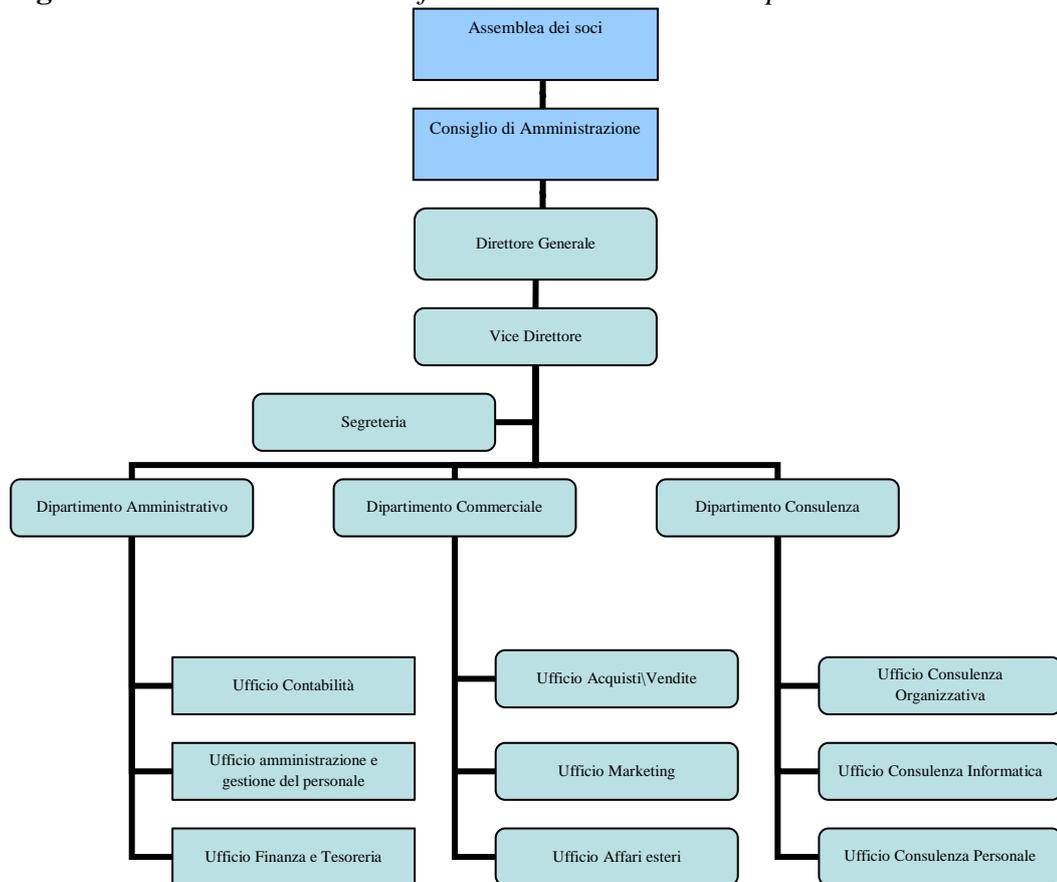 Assemblea dei soci
Consiglio di Amministrazione
Direttore Generale
Vice Direttore
Segreteria
Dipartimento Amministrativo
Dipartimento Commerciale
Dipartimento Consulenza
Ufficio Contabilità
Ufficio amministrazione e
gestione del personale
Ufficio Finanza e Tesoreria
Ufficio Acquisti\Vendite
Ufficio Marketing
Ufficio Affari esteri
Ufficio Consulenza
Organizzativa
Ufficio Consulenza Informatica
Ufficio Consulenza Personale